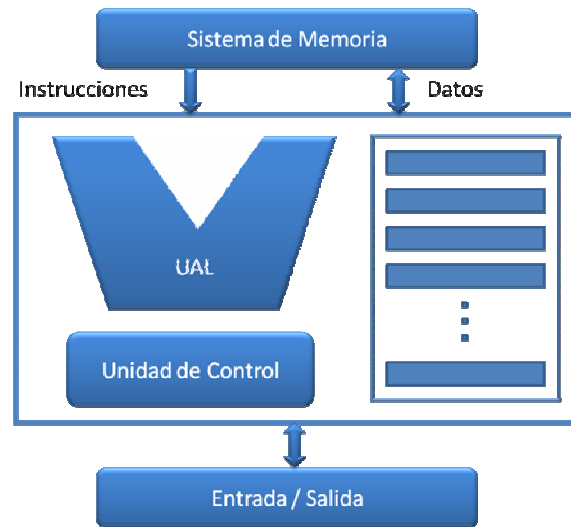 Sistema de Memoria
Instrucciones
Datos
UAL
Unidad de Control
Entrada / Salida